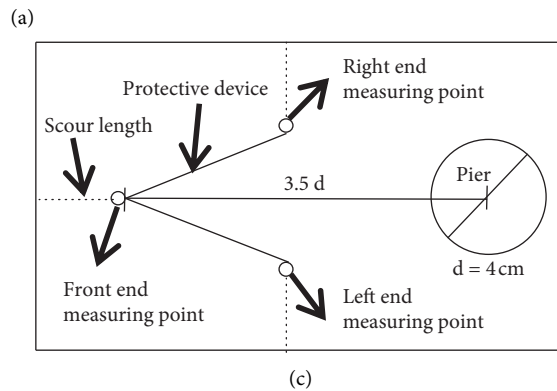 (a)
Right end
measuring point
Protective device
Scour length
3.5 d
Pier
d = 4 cm
Front end
measuring point
Left end
measuring point
(c)